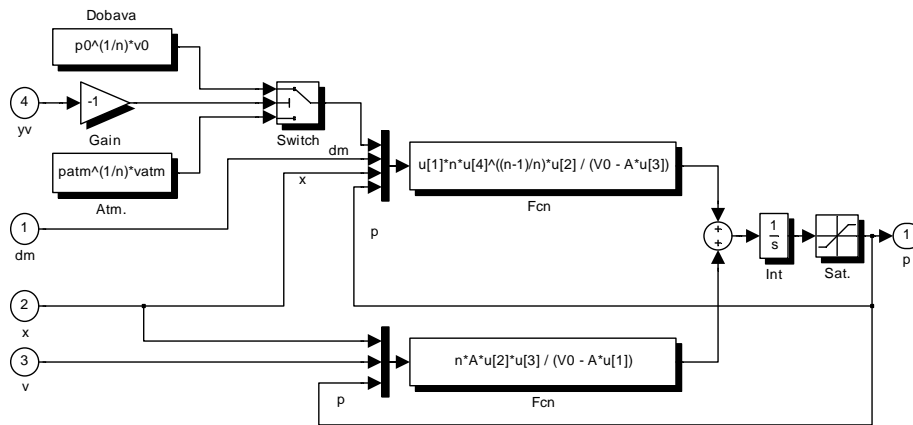 Dobava
p0^(1/n)*v0
4
yv
-1
Gain
Switch
patm^(1/n)*vatm
Atm.
1
dm
dm
x
p
u[1]*n*u[4]^((n-1)/n)*u[2] / (V0 - A*u[3])
Fcn
+
+
1
s
Int
Sat.
1
p
2
x
3
v
p
n*A*u[2]*u[3] / (V0 - A*u[1])
Fcn